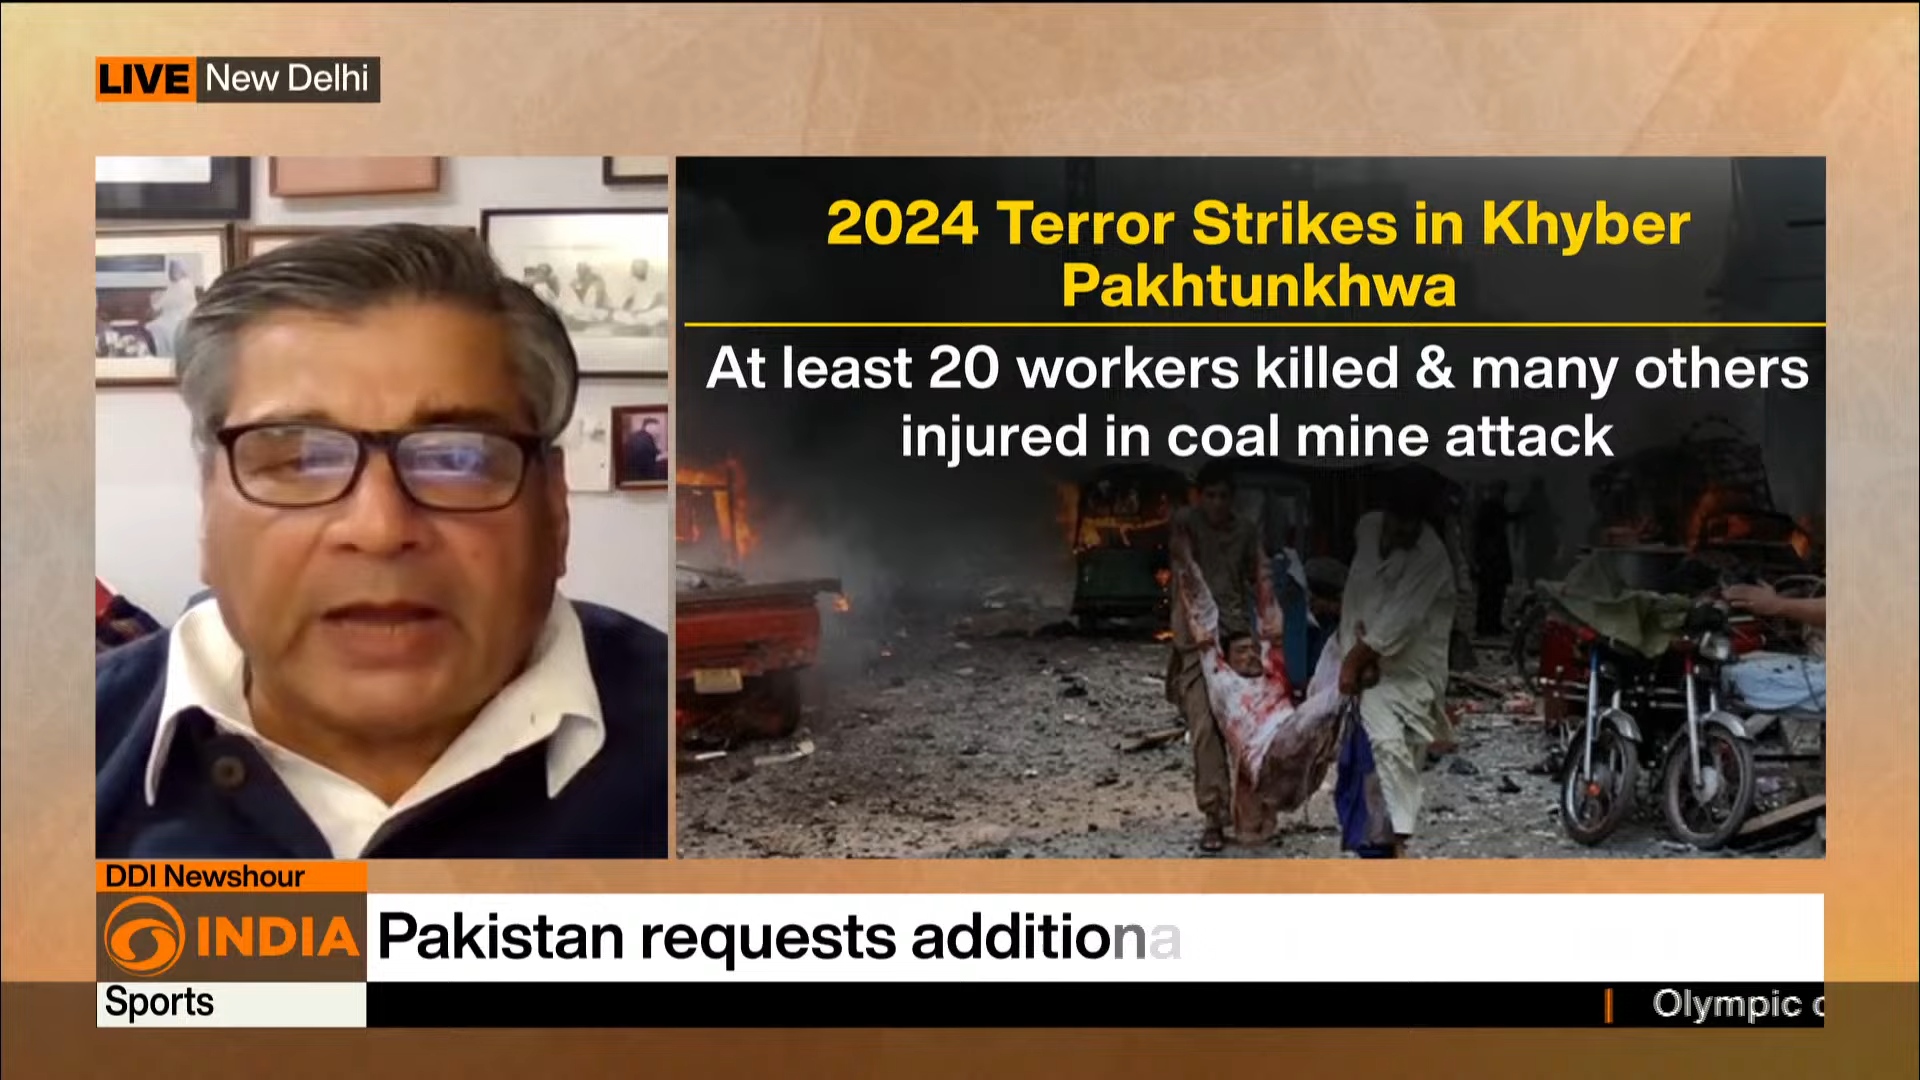 LIVE New Delhi
2024 Terror Strikes in Khyber
Pakhtunkhwa
At least 20 workers killed & many others
injured in coal mine attack
DDI Newshour
INDIA
Pakistan requests additiona
Sports
| Olympic c